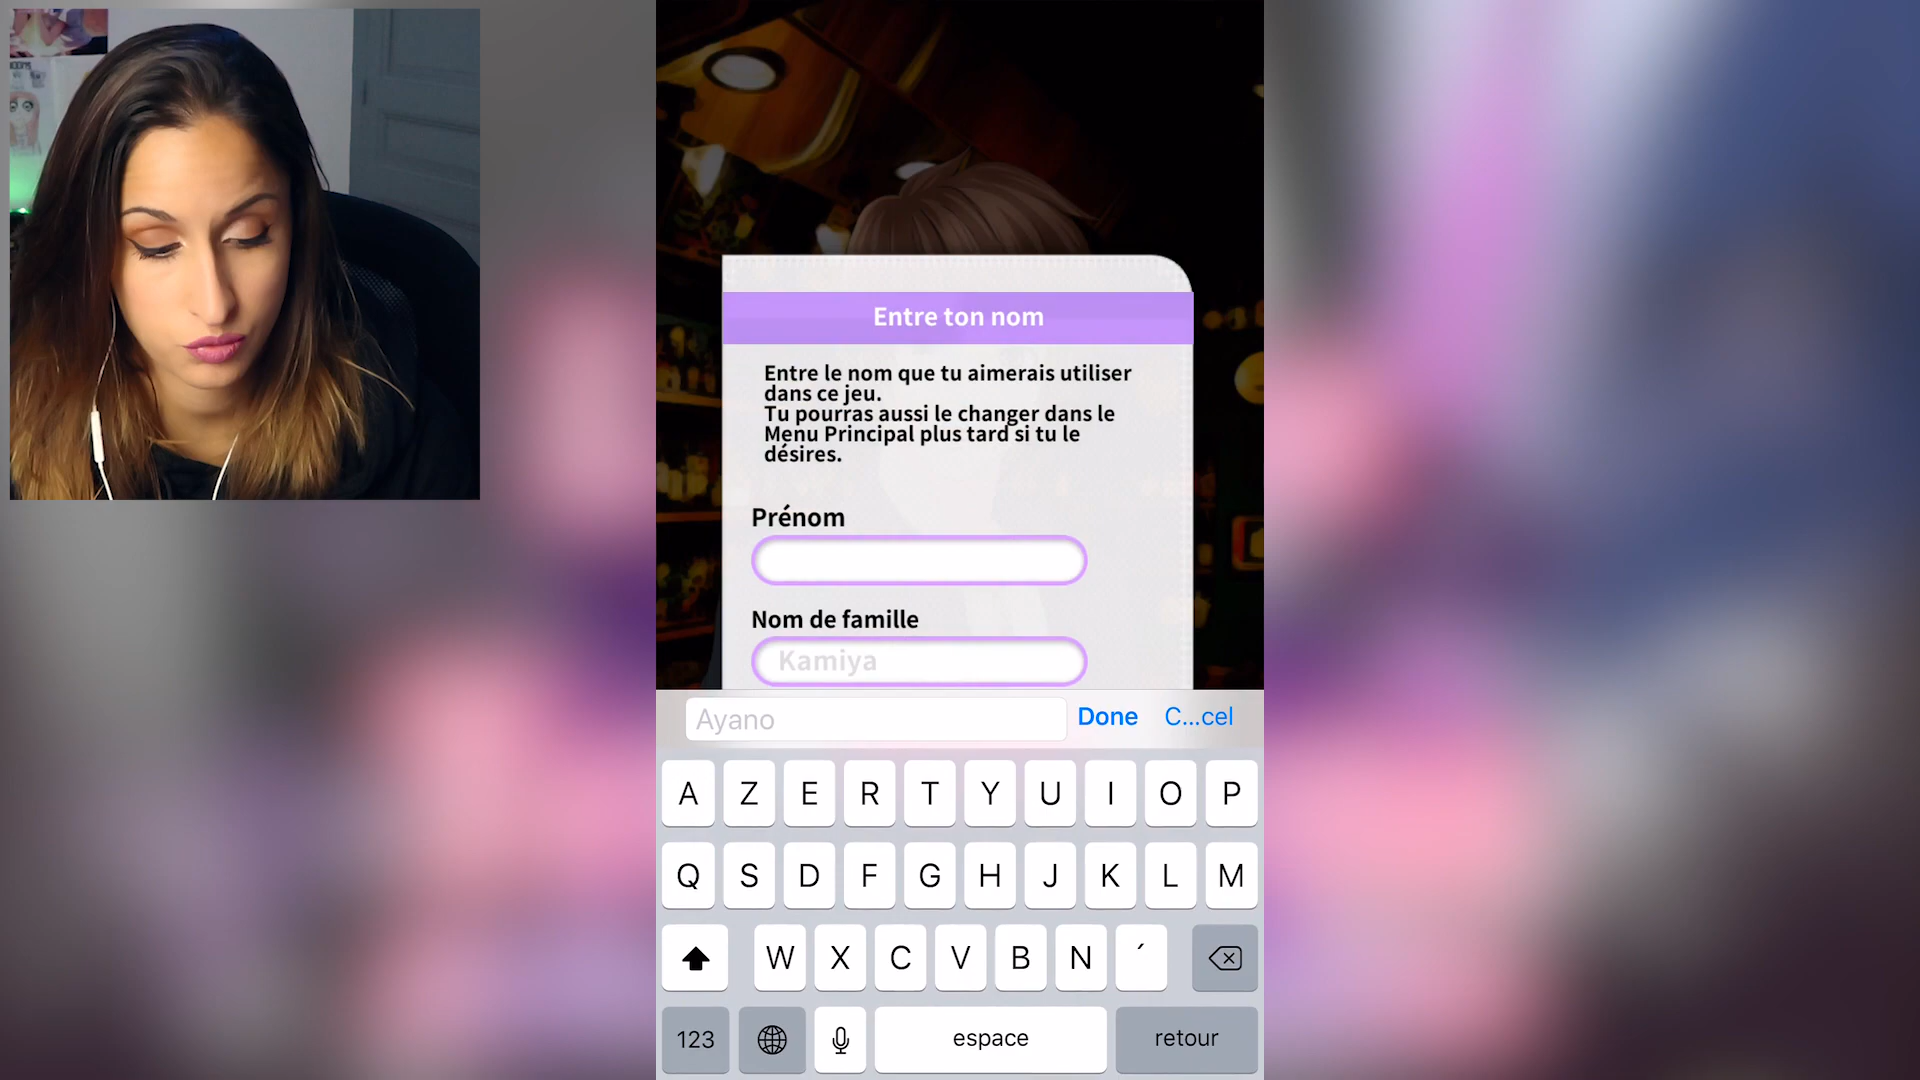 Entre ton nom
Entre le nom que tu aimerais utiliser
dans ce jeu.
Tu pourras aussi le changer dans le
Menu Principal plus tard si tu le
désires.
Prénom
Nom de famille
Kamiya
Ayano Done C...cel
A Z E R T Y U I O P
Q S D F G H J K L M
W X C V B N ´
123 espace retour